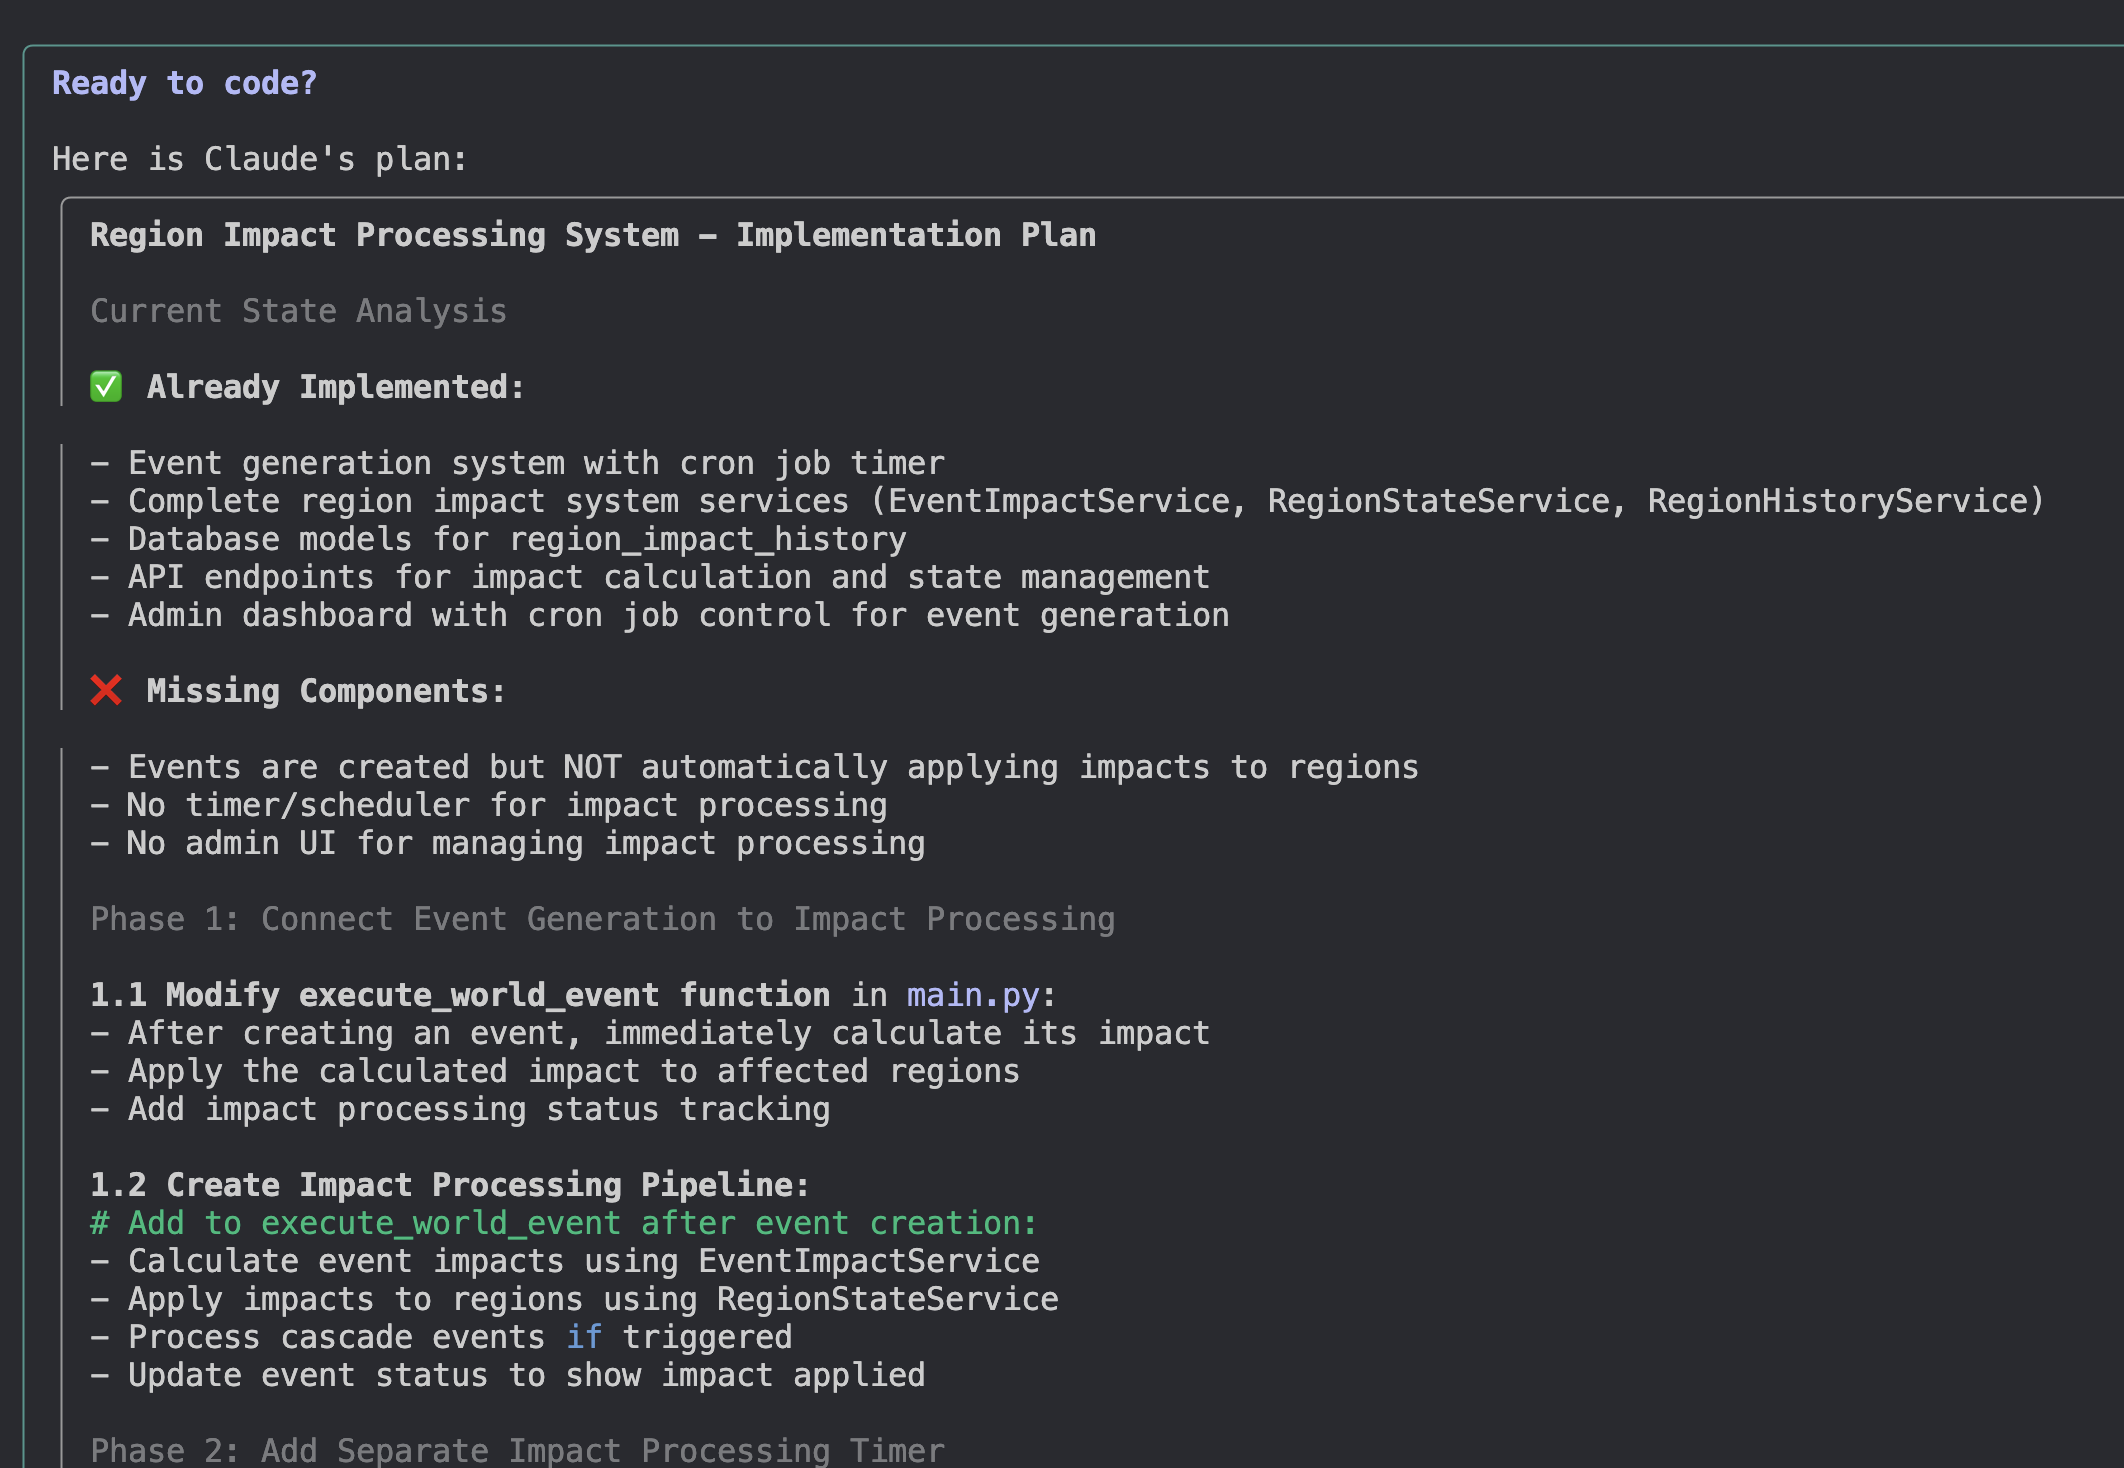 Ready to code?
Here is Claude's plan:
Region Impact Processing System – Implementation Plan
Current State Analysis
✅ Already Implemented:
– Event generation system with cron job timer
– Complete region impact system services (EventImpactService, RegionStateService, RegionHistoryService)
– Database models for region_impact_history
– API endpoints for impact calculation and state management
– Admin dashboard with cron job control for event generation
❌ Missing Components:
– Events are created but NOT automatically applying impacts to regions
– No timer/scheduler for impact processing
– No admin UI for managing impact processing
Phase 1: Connect Event Generation to Impact Processing
1.1 Modify execute_world_event function in main.py:
– After creating an event, immediately calculate its impact
– Apply the calculated impact to affected regions
– Add impact processing status tracking
1.2 Create Impact Processing Pipeline:
# Add to execute_world_event after event creation:
– Calculate event impacts using EventImpactService
– Apply impacts to regions using RegionStateService
– Process cascade events if triggered
– Update event status to show impact applied
Phase 2: Add Separate Impact Processing Timer